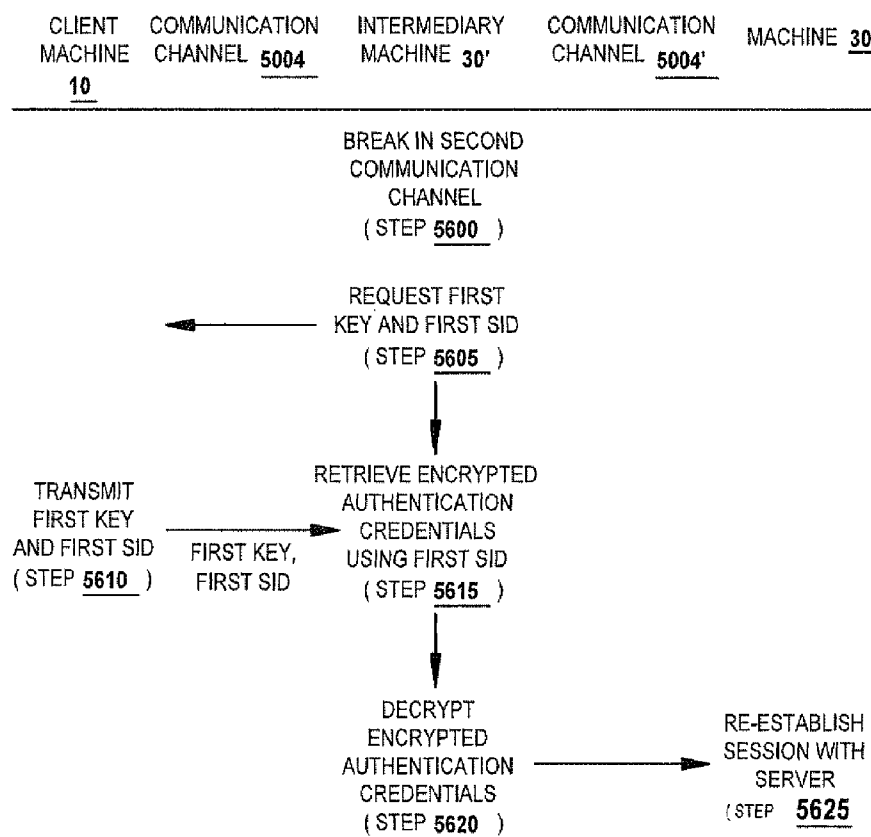 CLIENT
MACHINE
10
COMMUNICATION
CHANNEL 5004
INTERMEDIARY
MACHINE 30'
COMMUNICATION
CHANNEL 5004'
MACHINE 30
BREAK IN SECOND
COMMUNICATION
CHANNEL
( STEP 5600 )
REQUEST FIRST
KEY AND FIRST SID
( STEP 5605 )
TRANSMIT
FIRST KEY
AND FIRST SID
( STEP 5610 )
FIRST KEY,
FIRST SID
RETRIEVE ENCRYPTED
AUTHENTICATION
CREDENTIALS
USING FIRST SID
( STEP 5615 )
DECRYPT
ENCRYPTED
AUTHENTICATION
CREDENTIALS
( STEP 5620 )
RE-ESTABLISH
SESSION WITH
SERVER
(STEP 5625